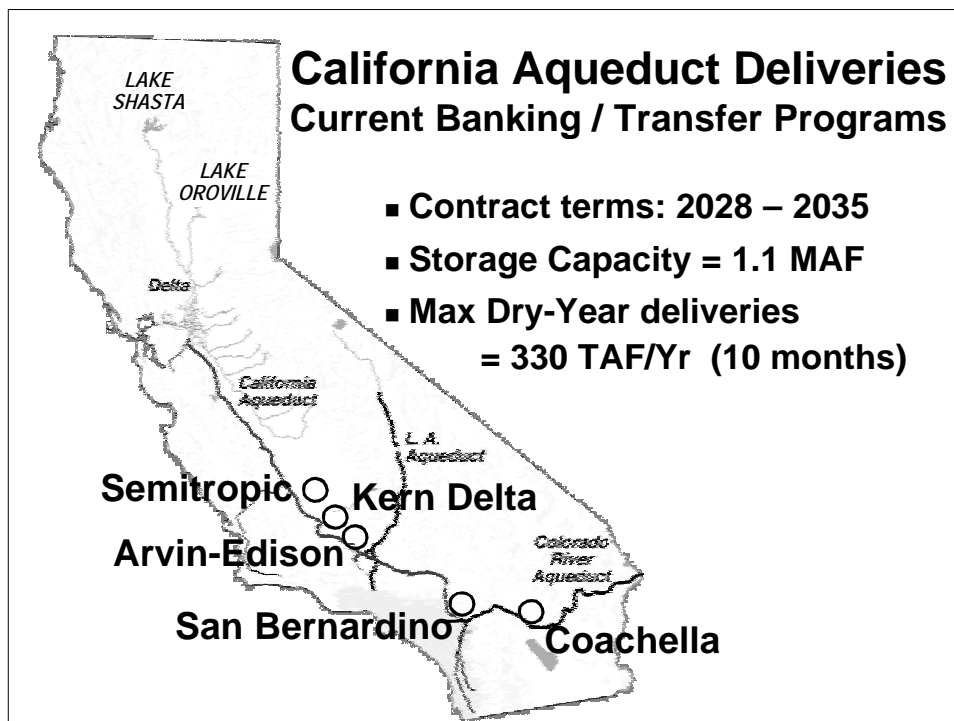 California Aqueduct Deliveries
Current Banking / Transfer Programs
LAKE
SHASTA
LAKE
OROVILLE
■ Contract terms: 2028 – 2035
■ Storage Capacity = 1.1 MAF
■ Max Dry-Year deliveries
= 330 TAF/Yr (10 months)
Delta
California
Aqueduct
L. A.
Aqueduct
Semitropic
Kern Delta
Arvin-Edison
Colorado
River
Aqueduct
San Bernardino
Coachella